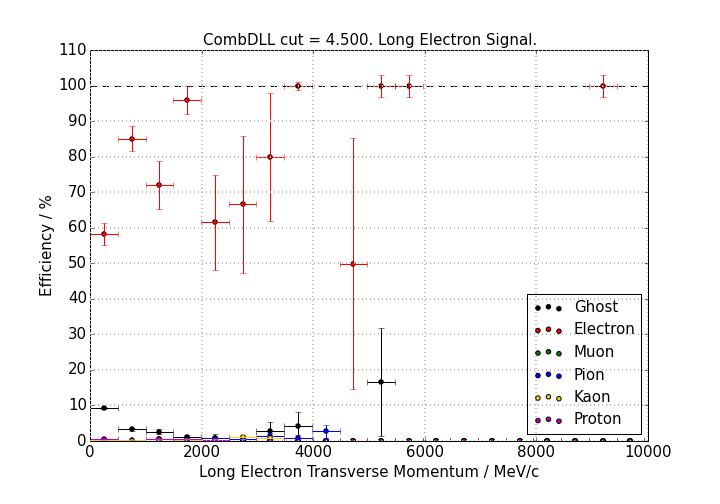 CombDLL cut = 4.500. Long Electron Signal.
110
100
90
80
70
60
50
40
30
20
10
0
Efficiency / %
Ghost
Electron
Muon
Pion
Kaon
Proton
0 2000 4000 6000 8000 10000
Long Electron Transverse Momentum / MeV/c